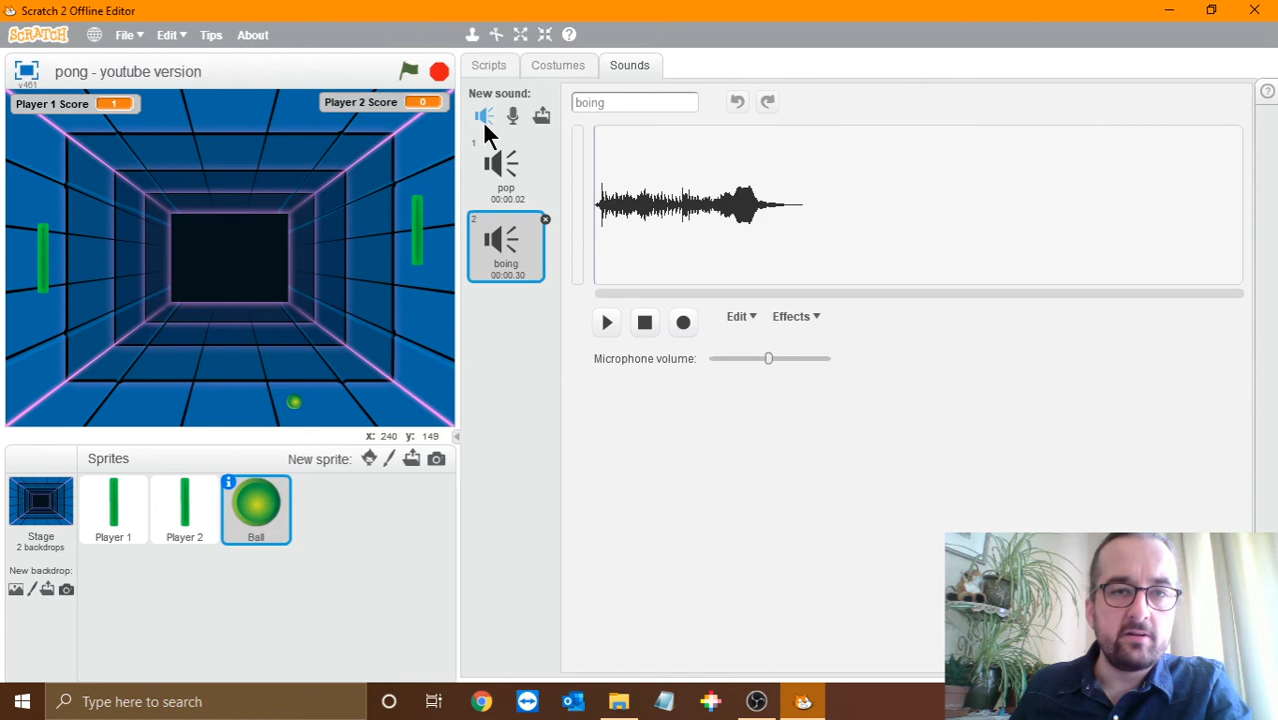 Scratch 2 Offline Editor
SCRATCH File Edit Tips About
v461 pong - youtube version
Scripts Costumes Sounds
Player 1 Score 1 Player 2 Score 0
New sound:
boing
1
pop
00:00.02
2
boing
00:00.30
Edit Effects
Microphone volume:
x: 240 y: 149
Sprites New sprite:
Stage
2 backdrops
New backdrop:
Player 1
Player 2
Ball
Type here to search